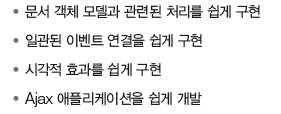 • 문서 객체 모델과 관련된 처리를 쉽게 구현
• 일관된 이벤트 연결을 쉽게 구현
• 시각적 효과를 쉽게 구현
• Ajax 애플리케이션을 쉽게 개발